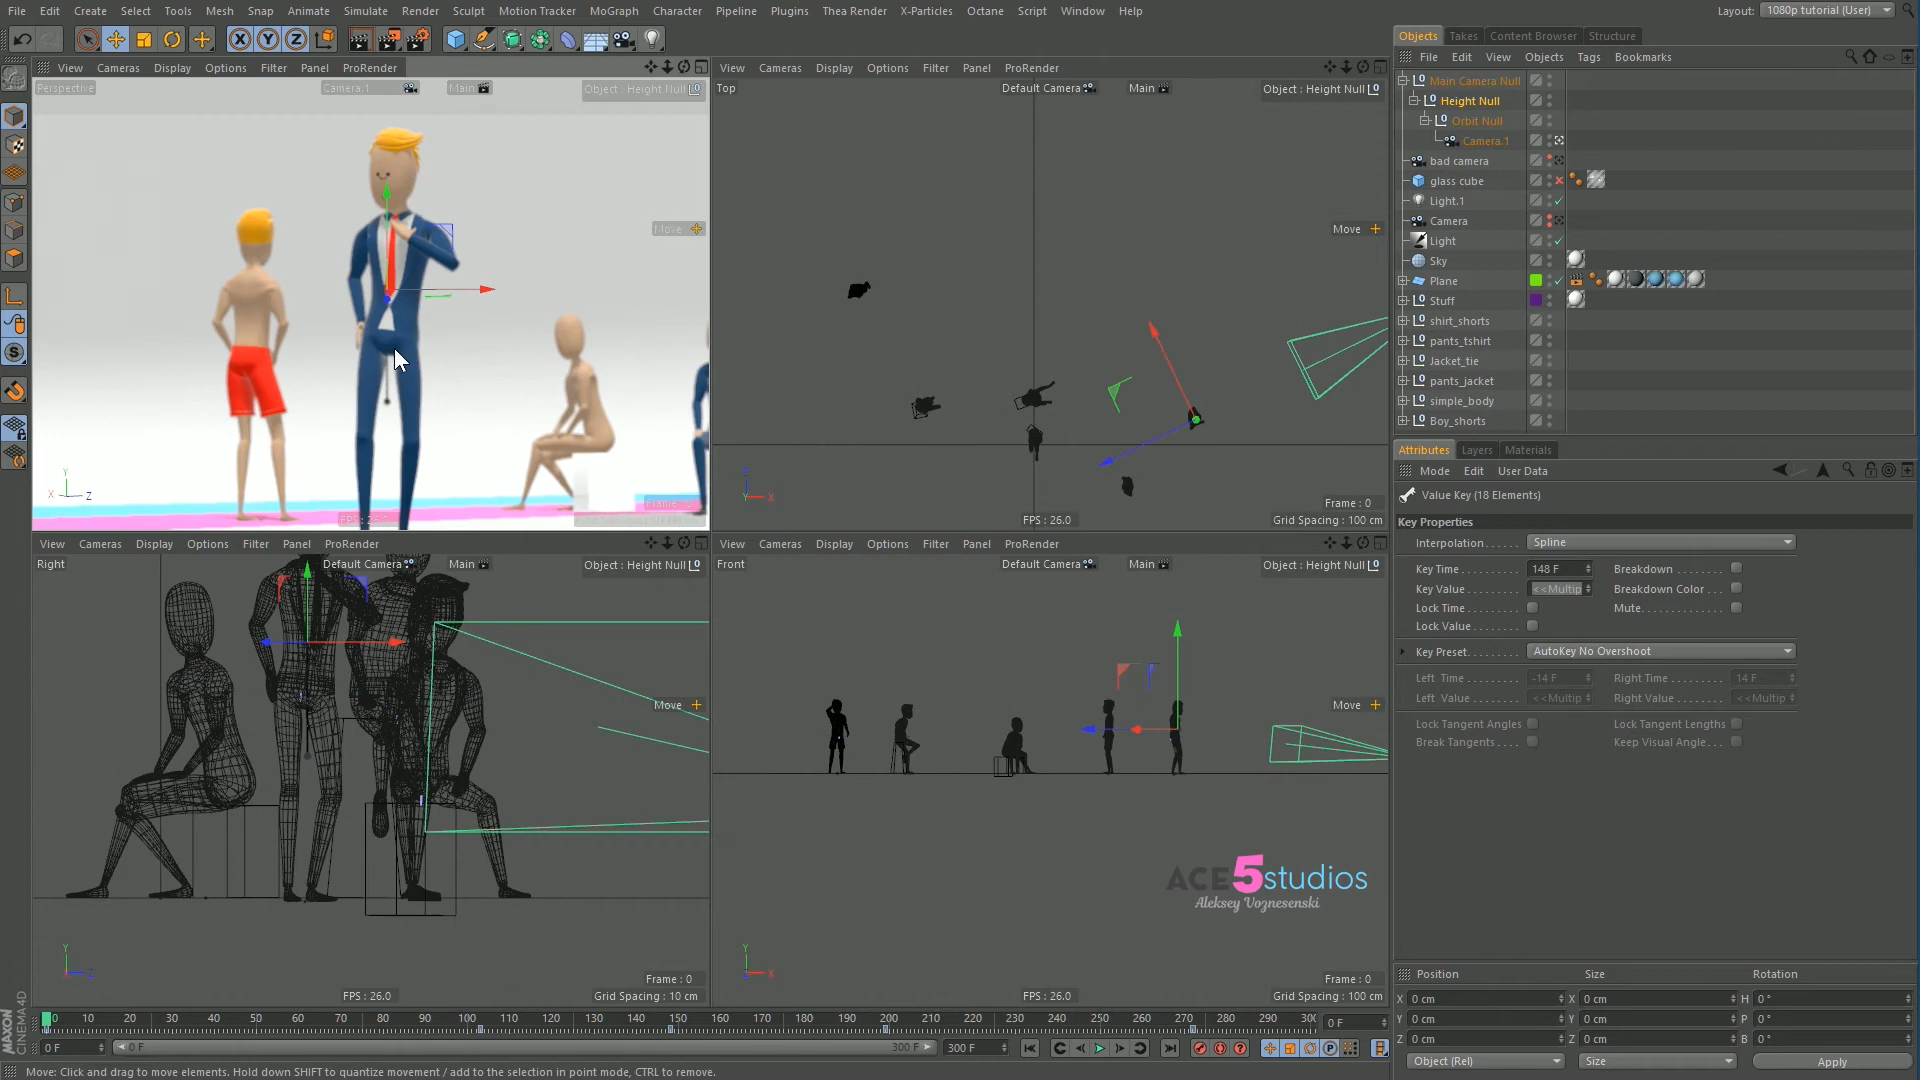 File Edit Create Select Tools Mesh Snap Animate Simulate Render Sculpt Motion Tracker MoGraph Character Pipeline Plugins Thea Render X-Particles Octane Script Window Help
Layout: 1080p tutorial (User)
Objects Takes Content Browser Structure
File Edit View Objects Tags Bookmarks
Main Camera Null
Height Null
Orbit Null
Camera.1
bad camera
glass cube
Light.1
Camera
Light
Sky
Plane
Stuff
shirt_shorts
pants_tshirt
Jacket_tie
pants_jacket
simple_body
Boy_shorts
View Cameras Display Options Filter Panel ProRender
Perspective Camera.1 Main Object : Height Null
Move
View Cameras Display Options Filter Panel ProRender
Top Default Camera Main Object : Height Null
Move
Frame : 0
FPS : 26.0 Grid Spacing : 100 cm
View Cameras Display Options Filter Panel ProRender
Right Default Camera Main Object : Height Null
Move
Frame : 0
FPS : 26.0 Grid Spacing : 10 cm
View Cameras Display Options Filter Panel ProRender
Front Default Camera Main Object : Height Null
Move
ACE5studios
Aleksey Voznesenski
Frame : 0
FPS : 26.0 Grid Spacing : 100 cm
Attributes Layers Materials
Mode Edit User Data
Value Key (18 Elements)
Key Properties
Interpolation Spline
Key Time 148 F Breakdown
Key Value <<Multip Breakdown Color
Lock Time Mute
Lock Value
Key Preset AutoKey No Overshoot
Left Time -14 F Right Time 14 F
Left Value <<Multip Right Value <<Multip
Lock Tangent Angles Lock Tangent Lengths
Break Tangents Keep Visual Angle
Position Size Rotation
X 0 cm X 0 cm H 0 °
Y 0 cm Y 0 cm P 0 °
Z 0 cm Z 0 cm B 0 °
Object (Rel) Size Apply
0 10 20 30 40 50 60 70 80 90 100 110 120 130 140 150 160 170 180 190 200 210 220 230 240 250 260 270 280 290 0 F
0 F 0 F 300 F 300 F
MAXON CINEMA4D
Move: Click and drag to move elements. Hold down SHIFT to quantize movement / add to the selection in point mode, CTRL to remove.